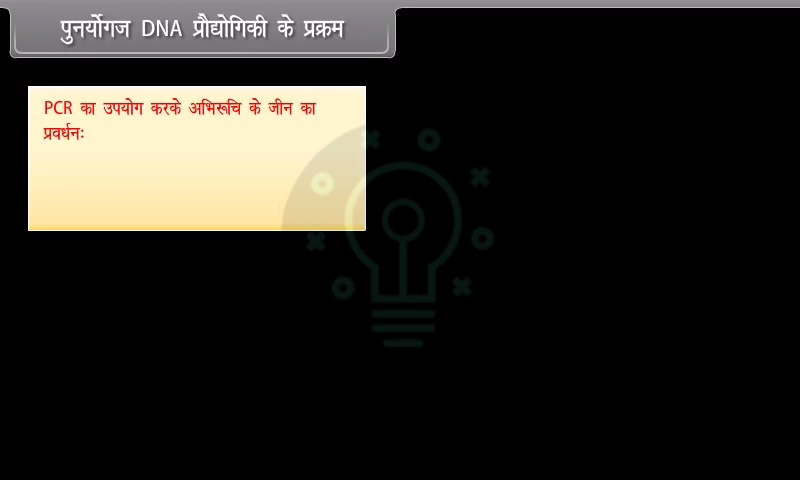 पुनर्योगज DNA प्रौद्योगिकी के प्रक्रम
PCR का उपयोग करके अभिरूचि के जीन का
प्रवर्धनः